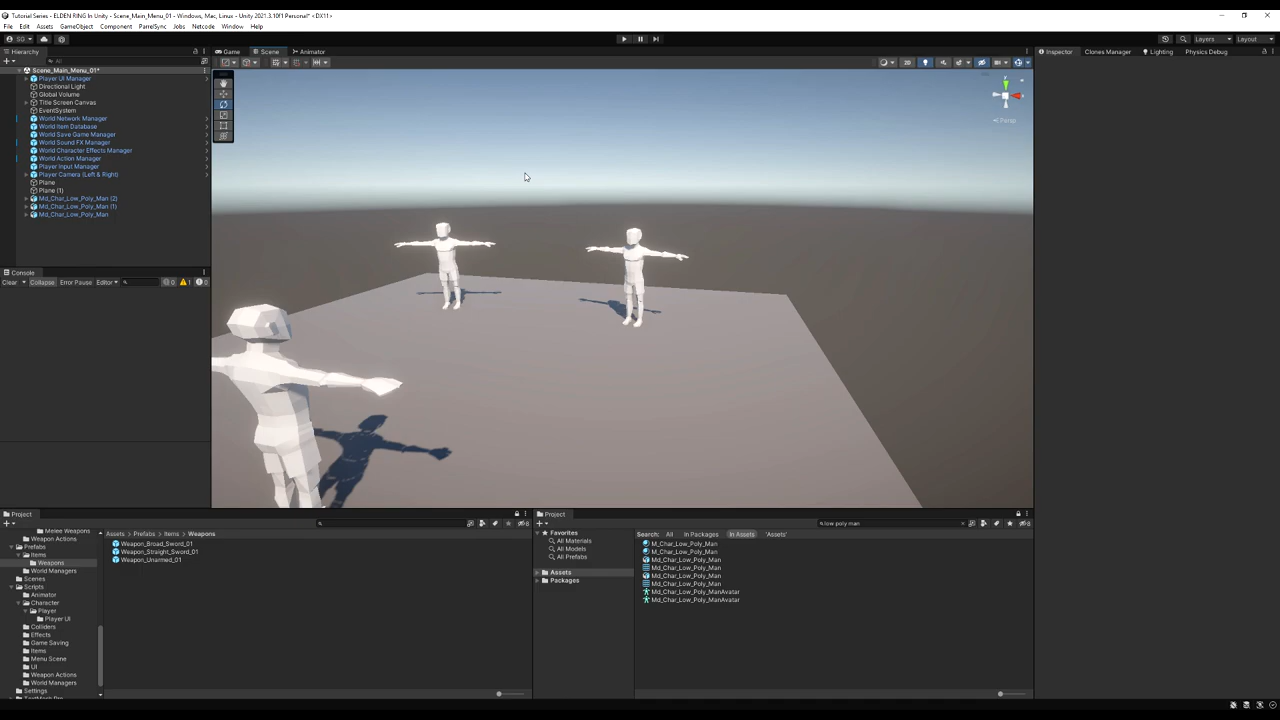 Tutorial Series - ELDEN RING In Unity - Scene_Main_Menu_01 - Windows, Mac, Linux - Unity 2021.3.10f1 Personal* <DX11>
File Edit Assets GameObject Component ParrelSync Jobs Netcode Window Help
SG Layers Layout
Hierarchy
All
Scene_Main_Menu_01*
Player UI Manager
Directional Light
Global Volume
Title Screen Canvas
EventSystem
World Network Manager
World Item Database
World Save Game Manager
World Sound FX Manager
World Character Effects Manager
World Action Manager
Player Input Manager
Player Camera (Left & Right)
Plane
Plane (1)
Md_Char_Low_Poly_Man (2)
Md_Char_Low_Poly_Man (1)
Md_Char_Low_Poly_Man
Console
Clear Collapse Error Pause Editor 0 1 0
Game Scene Animator
2D
y
Persp
Inspector Clones Manager Lighting Physics Debug
Project
8
Melee Weapons
Weapon Actions
Prefabs
Items
Weapons
World Managers
Scenes
Scripts
Animator
Character
Player
Player UI
Colliders
Effects
Game Saving
Items
Menu Scene
UI
Weapon Actions
World Managers
Settings
Assets Prefabs Items Weapons
Weapon_Broad_Sword_01
Weapon_Straight_Sword_01
Weapon_Unarmed_01
Project
low poly man
8
Favorites
All Materials
All Models
All Prefabs
Assets
Packages
Search: All In Packages In Assets 'Assets'
M_Char_Low_Poly_Man
M_Char_Low_Poly_Man
Md_Char_Low_Poly_Man
Md_Char_Low_Poly_Man
Md_Char_Low_Poly_Man
Md_Char_Low_Poly_Man
Md_Char_Low_Poly_ManAvatar
Md_Char_Low_Poly_ManAvatar